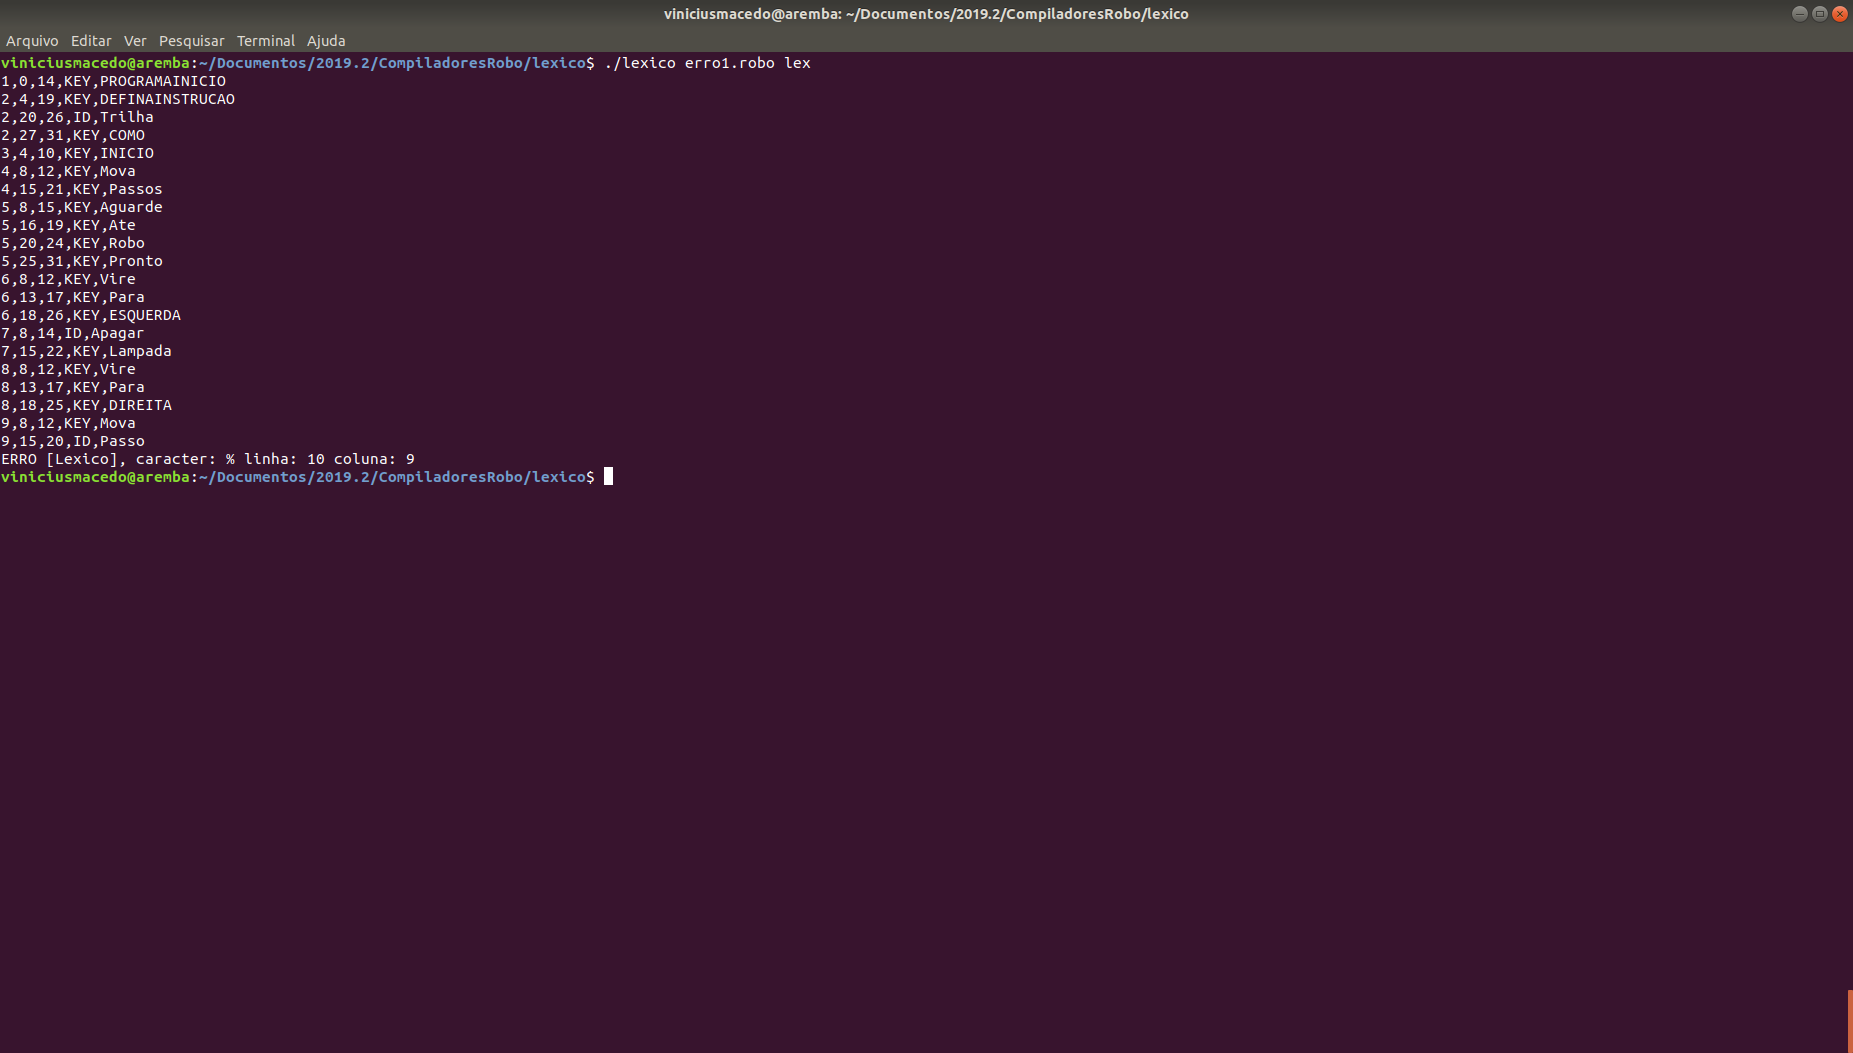 viniciusmacedo@aremba: ~/Documentos/2019.2/CompiladoresRobo/lexico
Arquivo Editar Ver Pesquisar Terminal Ajuda
viniciusmacedo@aremba:~/Documentos/2019.2/CompiladoresRobo/lexico$ ./lexico erro1.robo lex
1,0,14,KEY,PROGRAMAINICIO
2,4,19,KEY,DEFINAINSTRUCAO
2,20,26,ID,Trilha
2,27,31,KEY,COMO
3,4,10,KEY,INICIO
4,8,12,KEY,Mova
4,15,21,KEY,Passos
5,8,15,KEY,Aguarde
5,16,19,KEY,Ate
5,20,24,KEY,Robo
5,25,31,KEY,Pronto
6,8,12,KEY,Vire
6,13,17,KEY,Para
6,18,26,KEY,ESQUERDA
7,8,14,ID,Apagar
7,15,22,KEY,Lampada
8,8,12,KEY,Vire
8,13,17,KEY,Para
8,18,25,KEY,DIREITA
9,8,12,KEY,Mova
9,15,20,ID,Passo
ERRO [Lexico], caracter: % linha: 10 coluna: 9
viniciusmacedo@aremba:~/Documentos/2019.2/CompiladoresRobo/lexico$